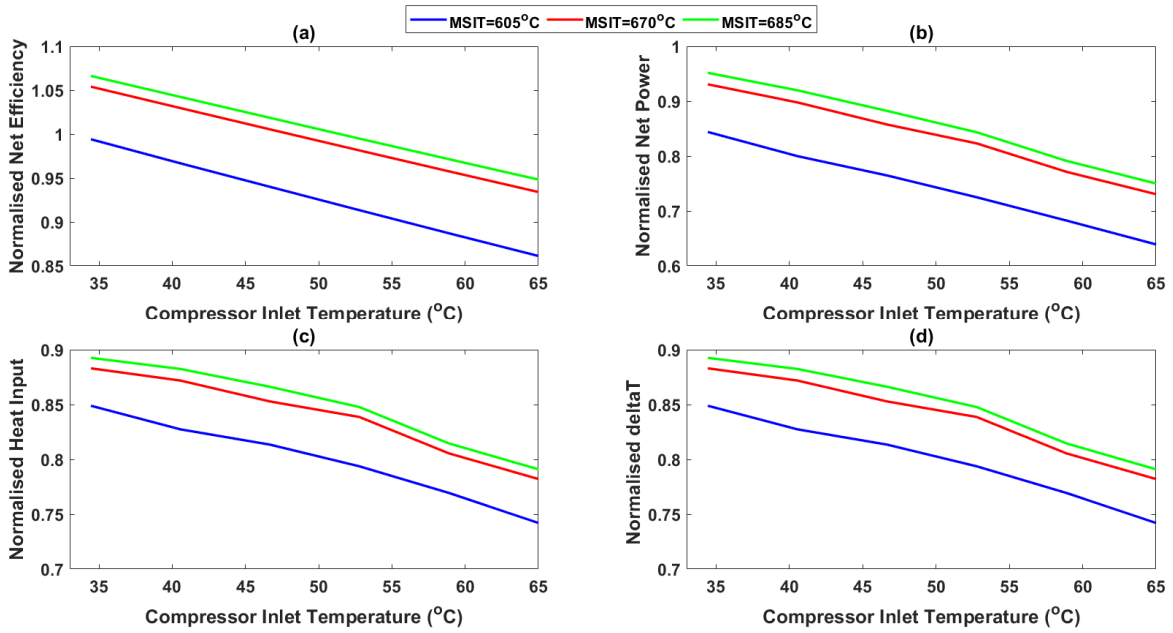 MSIT=605°C MSIT=670°C MSIT=685°C
(a)
Normalised Net Efficiency
1.1
1.05
1
0.95
0.9
0.85
35 40 45 50 55 60 65
Compressor Inlet Temperature (°C)
(b)
Normalised Net Power
1
0.9
0.8
0.7
0.6
35 40 45 50 55 60 65
Compressor Inlet Temperature (°C)
(c)
Normalised Heat Input
0.9
0.85
0.8
0.75
0.7
35 40 45 50 55 60 65
Compressor Inlet Temperature (°C)
(d)
Normalised deltaT
0.9
0.85
0.8
0.75
0.7
35 40 45 50 55 60 65
Compressor Inlet Temperature (°C)